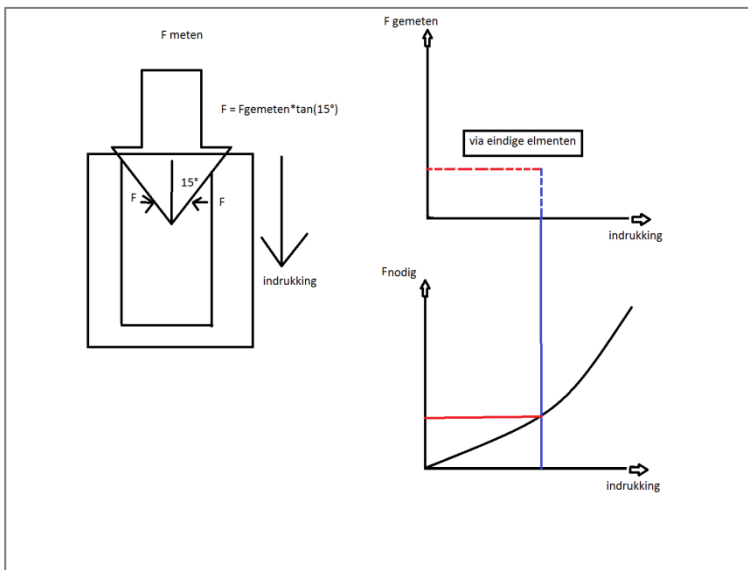 F meten
F = Fgemeten*tan(15°)
15°
F
F
indrukking
F gemeten
via eindige elmenten
indrukking
Fnodig
indrukking